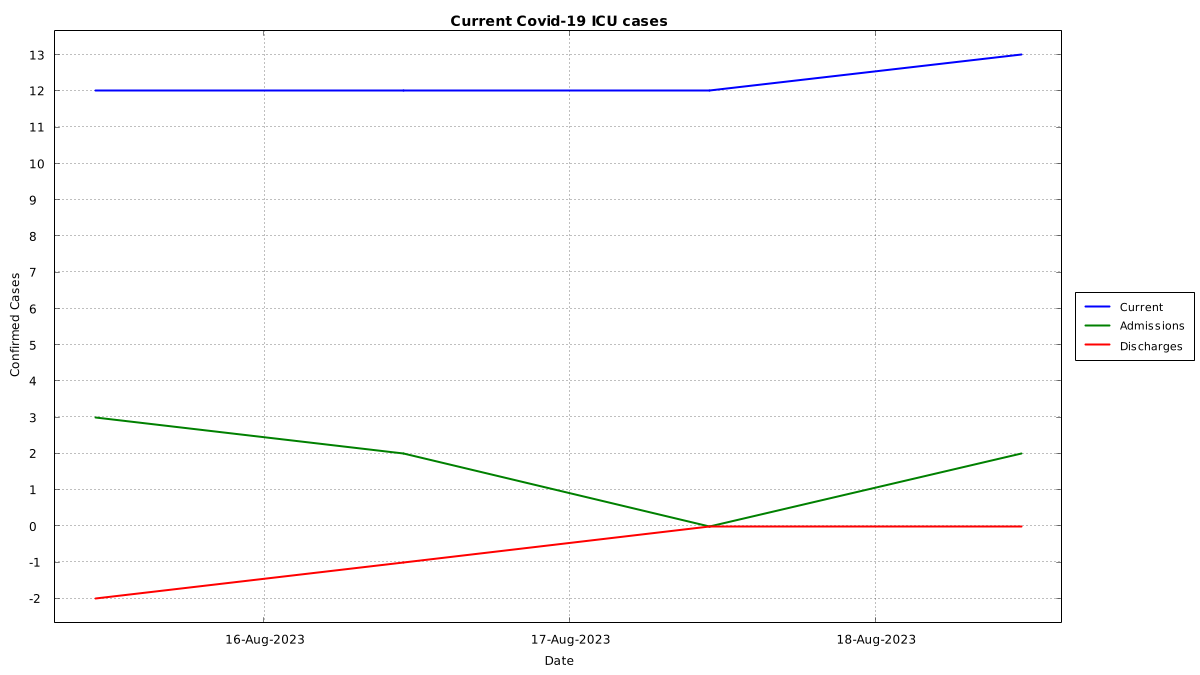 Current Covid-19 ICU cases
13
12
11
10
9
8
7
6
5
4
3
2
1
0
-1
-2
Confirmed Cases
16-Aug-2023
17-Aug-2023
18-Aug-2023
Date
Current
Admissions
Discharges